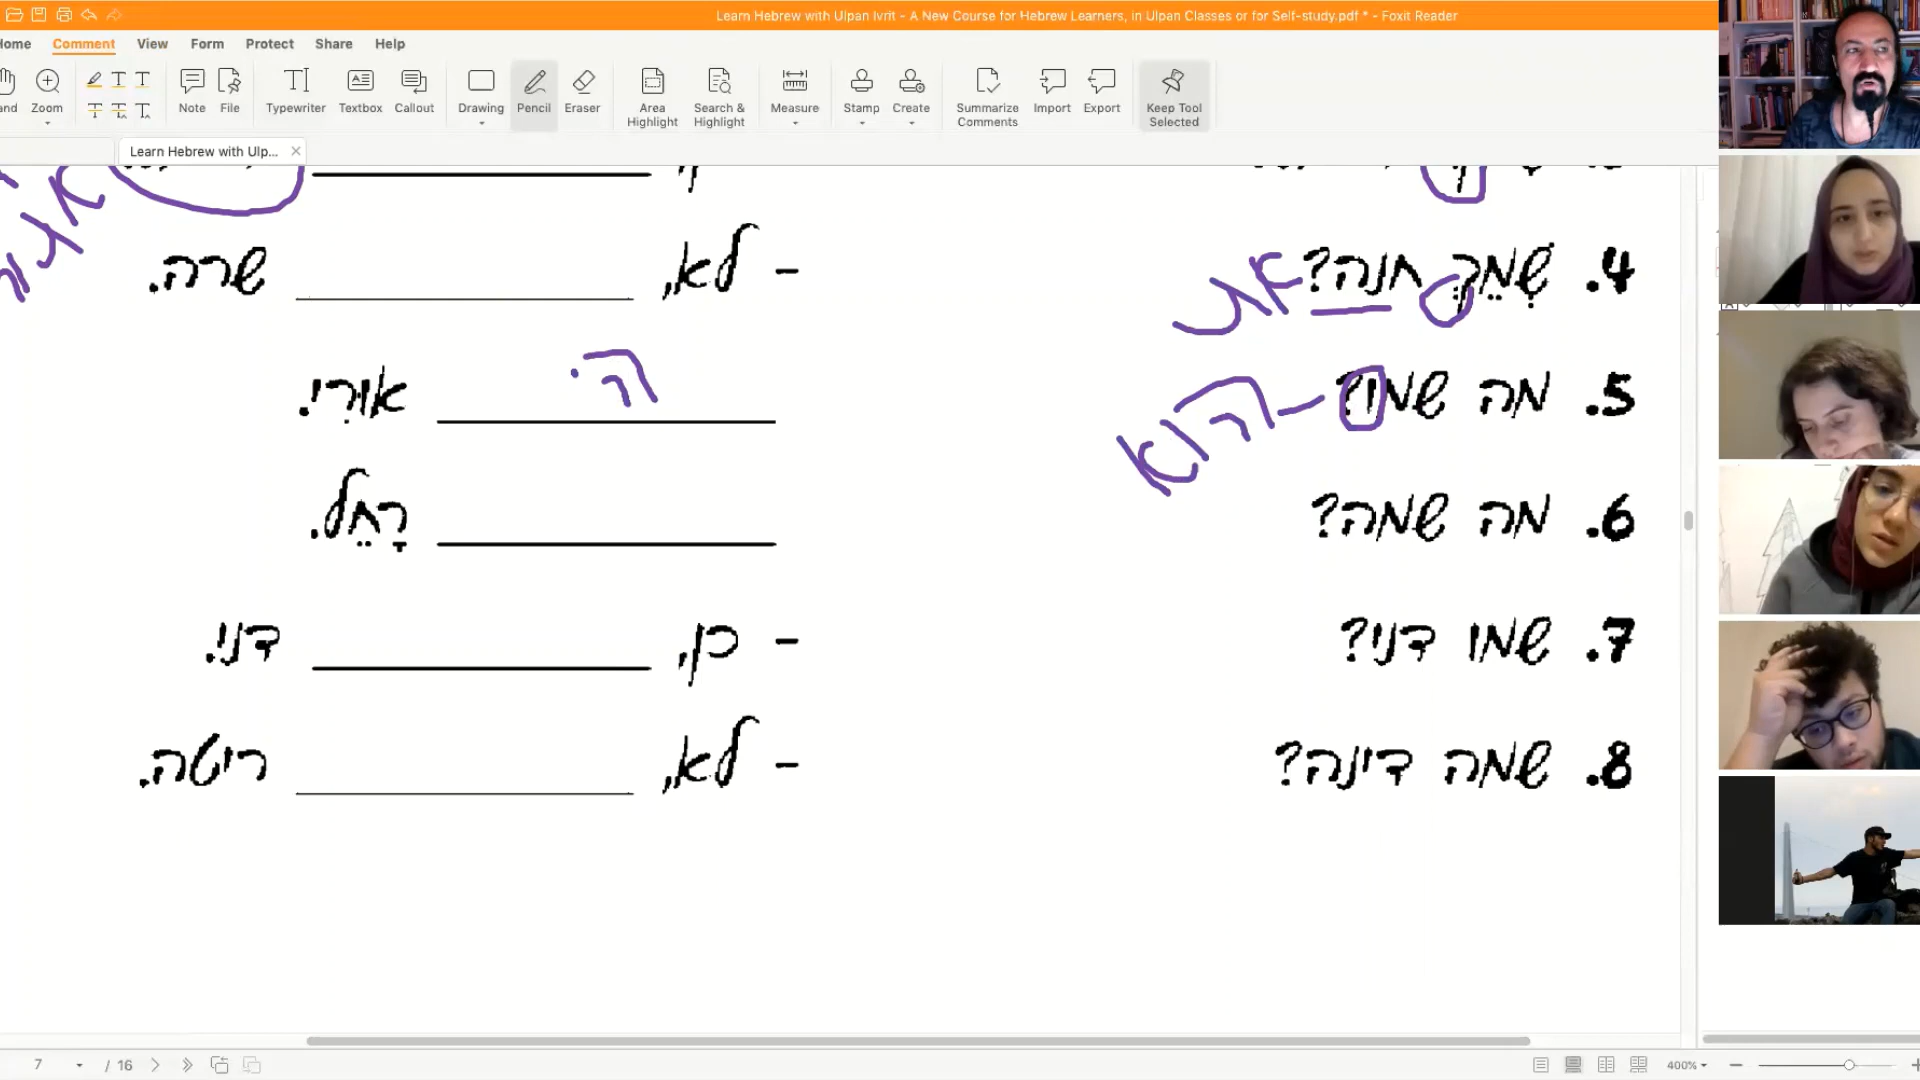 Learn Hebrew with Ulpan Ivrit - A New Course for Hebrew Learners, in Ulpan Classes or for Self-study.pdf * - Foxit Reader
Home Comment View Form Protect Share Help
Hand Zoom Note File Typewriter Textbox Callout Drawing Pencil Eraser Area Highlight Search & Highlight Measure Stamp Create Summarize Comments Import Export Keep Tool Selected
Learn Hebrew with Ulp...
4. שָׁמֵךְ חנה? את
- לא, שרה.
5. מה שמו? הוא
ה אורי.
6. מה שמה?
רָחֵל.
7. שמו דני?
- כן, דני.
8. שמה דינה?
- לא, ריטה.
7 / 16 400%